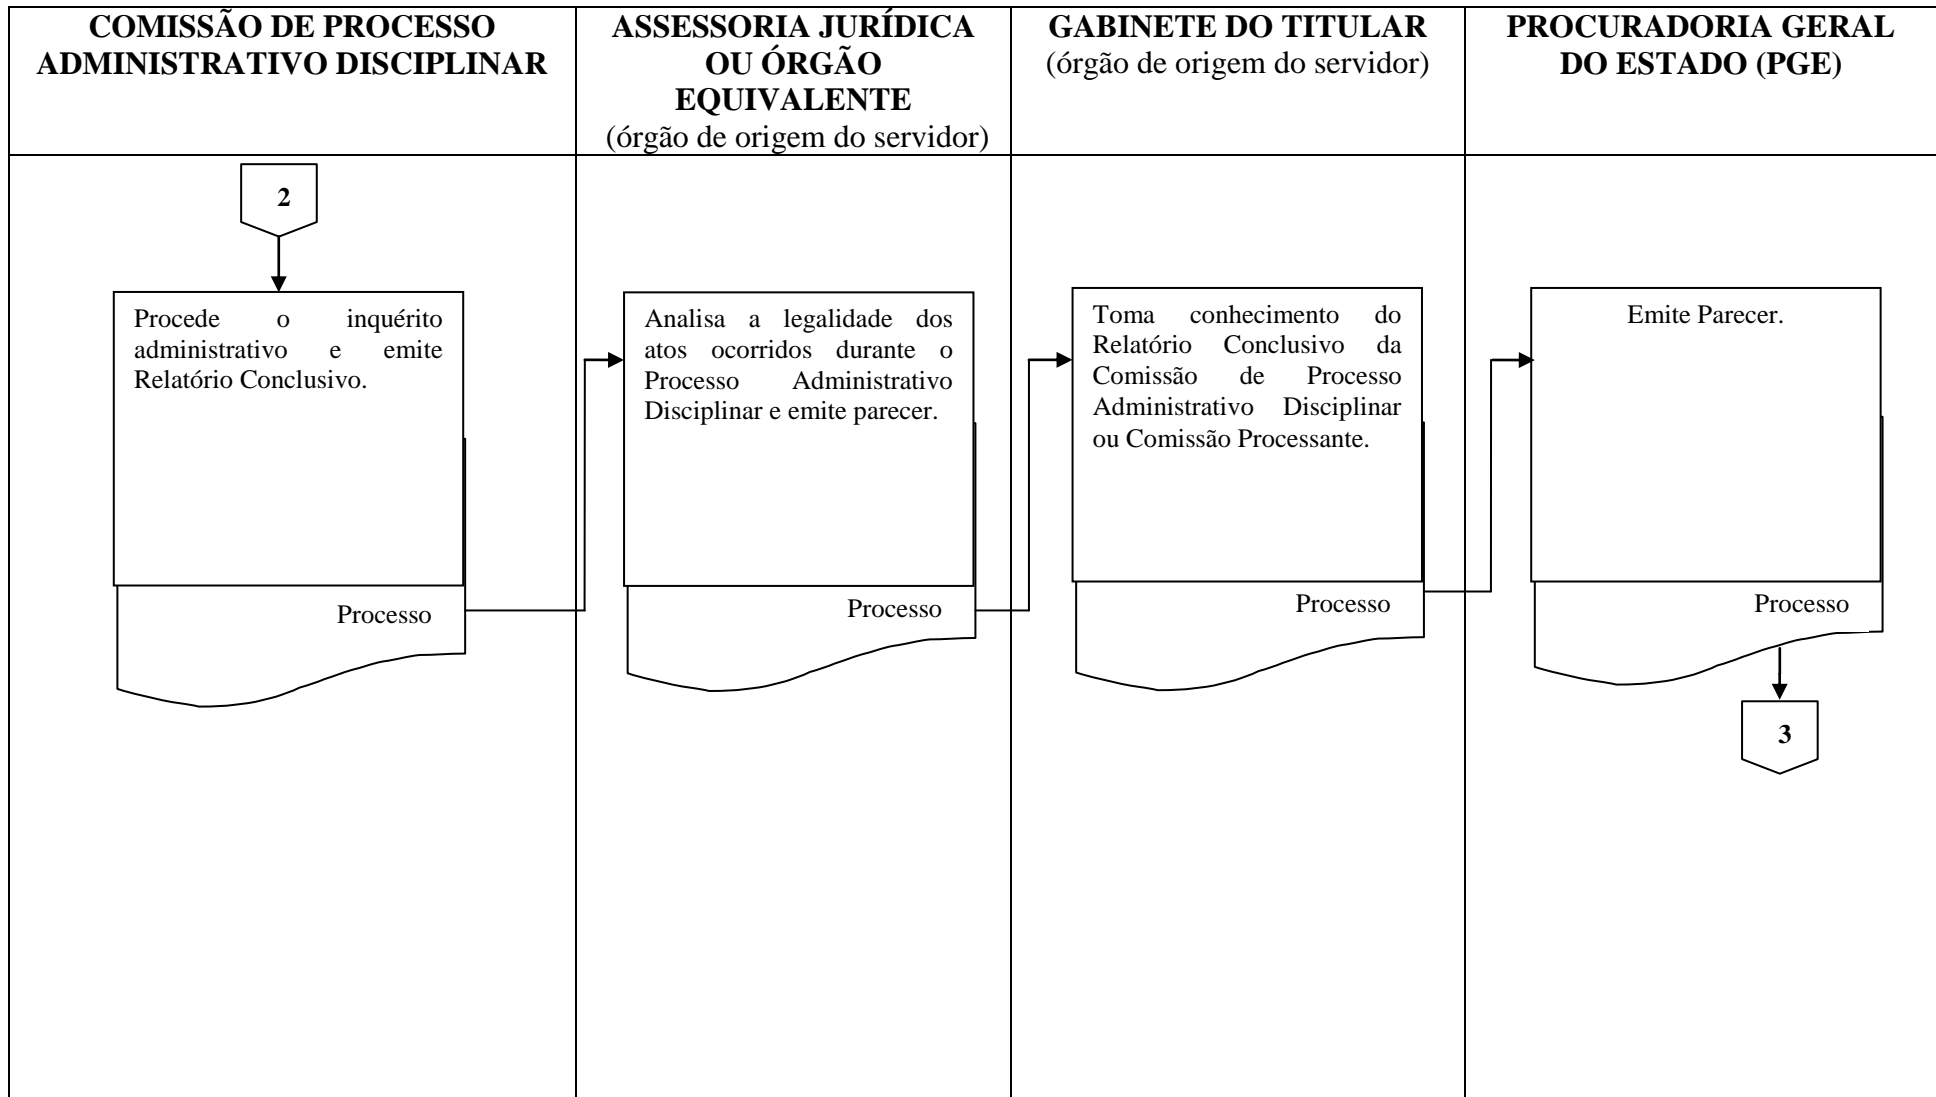 COMISSÃO DE PROCESSO
ADMINISTRATIVO DISCIPLINAR
ASSESSORIA JURÍDICA
OU ÓRGÃO
EQUIVALENTE
(órgão de origem do servidor)
GABINETE DO TITULAR
(órgão de origem do servidor)
PROCURADORIA GERAL
DO ESTADO (PGE)
2
Procede o inquérito
administrativo e emite
Relatório Conclusivo.
Processo
Analisa a legalidade dos
atos ocorridos durante o
Processo Administrativo
Disciplinar e emite parecer.
Processo
Toma conhecimento do
Relatório Conclusivo da
Comissão de Processo
Administrativo Disciplinar
ou Comissão Processante.
Processo
Emite Parecer.
Processo
3